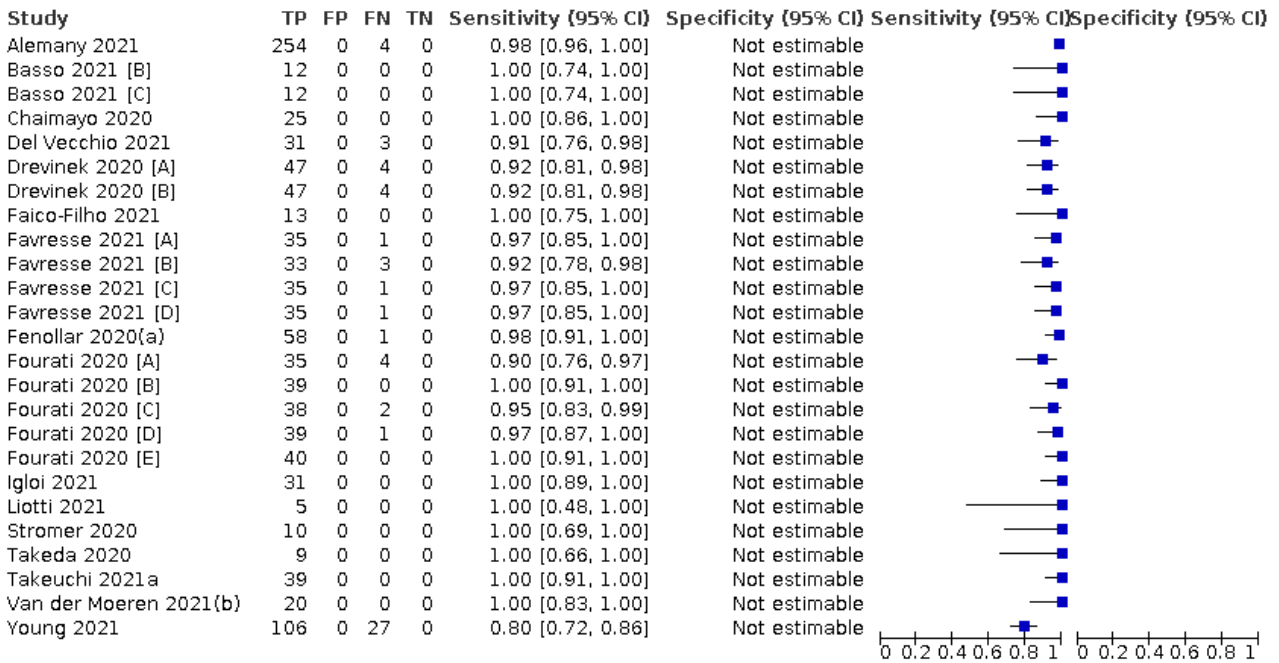 Study TP FP FN TN Sensitivity (95% CI) Specificity (95% CI) Sensitivity (95% CI) Specificity (95% CI)
Alemany 2021 254 0 4 0 0.98 [0.96, 1.00] Not estimable
Basso 2021 [B] 12 0 0 0 1.00 [0.74, 1.00] Not estimable
Basso 2021 [C] 12 0 0 0 1.00 [0.74, 1.00] Not estimable
Chaimayo 2020 25 0 0 0 1.00 [0.86, 1.00] Not estimable
Del Vecchio 2021 31 0 3 0 0.91 [0.76, 0.98] Not estimable
Drevinek 2020 [A] 47 0 4 0 0.92 [0.81, 0.98] Not estimable
Drevinek 2020 [B] 47 0 4 0 0.92 [0.81, 0.98] Not estimable
Faico-Filho 2021 13 0 0 0 1.00 [0.75, 1.00] Not estimable
Favresse 2021 [A] 35 0 1 0 0.97 [0.85, 1.00] Not estimable
Favresse 2021 [B] 33 0 3 0 0.92 [0.78, 0.98] Not estimable
Favresse 2021 [C] 35 0 1 0 0.97 [0.85, 1.00] Not estimable
Favresse 2021 [D] 35 0 1 0 0.97 [0.85, 1.00] Not estimable
Fenollar 2020(a) 58 0 1 0 0.98 [0.91, 1.00] Not estimable
Fourati 2020 [A] 35 0 4 0 0.90 [0.76, 0.97] Not estimable
Fourati 2020 [B] 39 0 0 0 1.00 [0.91, 1.00] Not estimable
Fourati 2020 [C] 38 0 2 0 0.95 [0.83, 0.99] Not estimable
Fourati 2020 [D] 39 0 1 0 0.97 [0.87, 1.00] Not estimable
Fourati 2020 [E] 40 0 0 0 1.00 [0.91, 1.00] Not estimable
Igloi 2021 31 0 0 0 1.00 [0.89, 1.00] Not estimable
Liotti 2021 5 0 0 0 1.00 [0.48, 1.00] Not estimable
Stromer 2020 10 0 0 0 1.00 [0.69, 1.00] Not estimable
Takeda 2020 9 0 0 0 1.00 [0.66, 1.00] Not estimable
Takeuchi 2021a 39 0 0 0 1.00 [0.91, 1.00] Not estimable
Van der Moeren 2021(b) 20 0 0 0 1.00 [0.83, 1.00] Not estimable
Young 2021 106 0 27 0 0.80 [0.72, 0.86] Not estimable
0 0.2 0.4 0.6 0.8 1 0 0.2 0.4 0.6 0.8 1